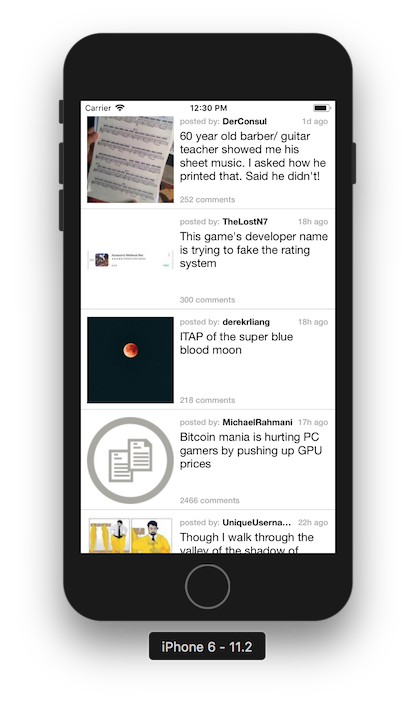 Carrier 12:30 PM
posted by: DerConsul 1d ago
60 year old barber/ guitar
teacher showed me his
sheet music. I asked how he
printed that. Said he didn't!
252 comments
posted by: TheLostN7 18h ago
This game's developer name
is trying to fake the rating
system
300 comments
posted by: derekrliang 18h ago
ITAP of the super blue
blood moon
218 comments
posted by: MichaelRahmani 17h ago
Bitcoin mania is hurting PC
gamers by pushing up GPU
prices
2466 comments
posted by: UniqueUserna... 22h ago
Though I walk through the
valley of the shadow of
iPhone 6 - 11.2